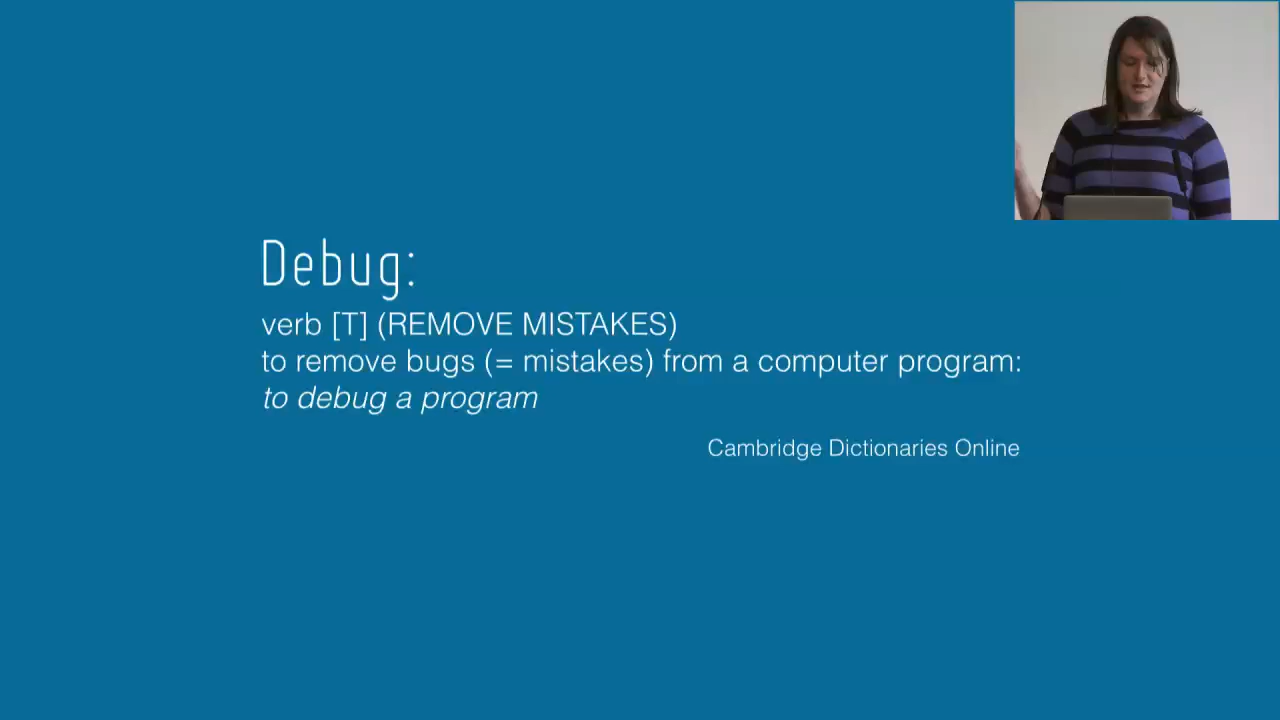 Debug:
verb [T] (REMOVE MISTAKES)
to remove bugs (= mistakes) from a computer program:
to debug a program
Cambridge Dictionaries Online